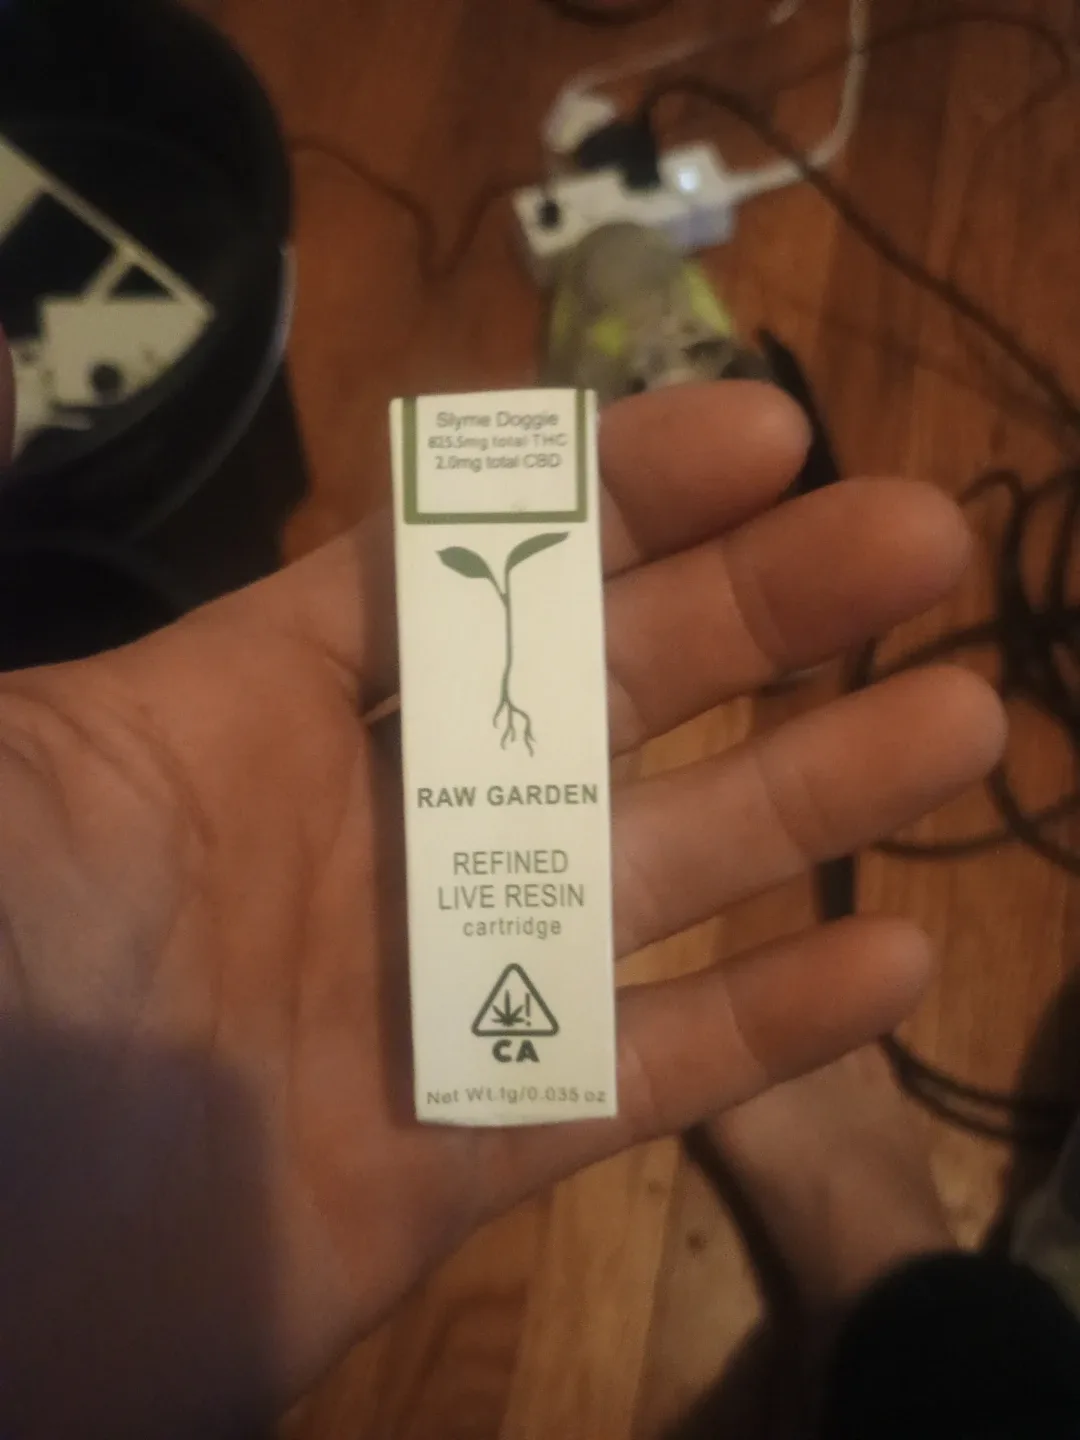 Slyme Doggie
825.5mg total THC
2.0mg total CBD
RAW GARDEN
REFINED
LIVE RESIN
cartridge
CA
Net Wt.1g/0.035 oz